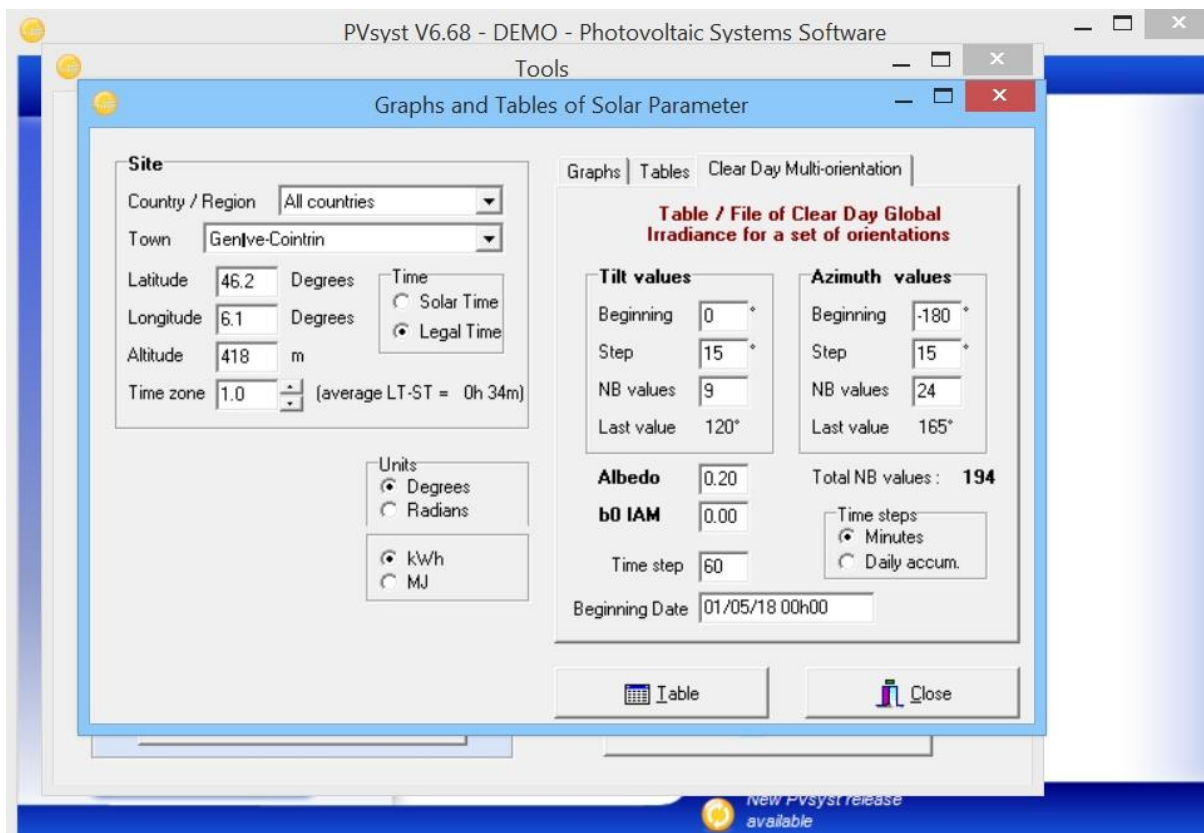 PVsyst V6.68 - DEMO - Photovoltaic Systems Software
Tools
Graphs and Tables of Solar Parameter
Site
Country / Region All countries
Town GenIve-Cointrin
Latitude 46.2 Degrees
Longitude 6.1 Degrees
Altitude 418 m
Time zone 1.0 (average LT-ST = 0h 34m)
Time
Solar Time
Legal Time
Units
Degrees
Radians
kWh
MJ
Graphs Tables Clear Day Multi-orientation
Table / File of Clear Day Global
Irradiance for a set of orientations
Tilt values
Beginning 0 °
Step 15 °
NB values 9
Last value 120°
Azimuth values
Beginning -180 °
Step 15 °
NB values 24
Last value 165°
Albedo 0.20
b0 IAM 0.00
Time step 60
Total NB values : 194
Time steps
Minutes
Daily accum.
Beginning Date 01/05/18 00h00
Table
Close
New PVsyst release
available